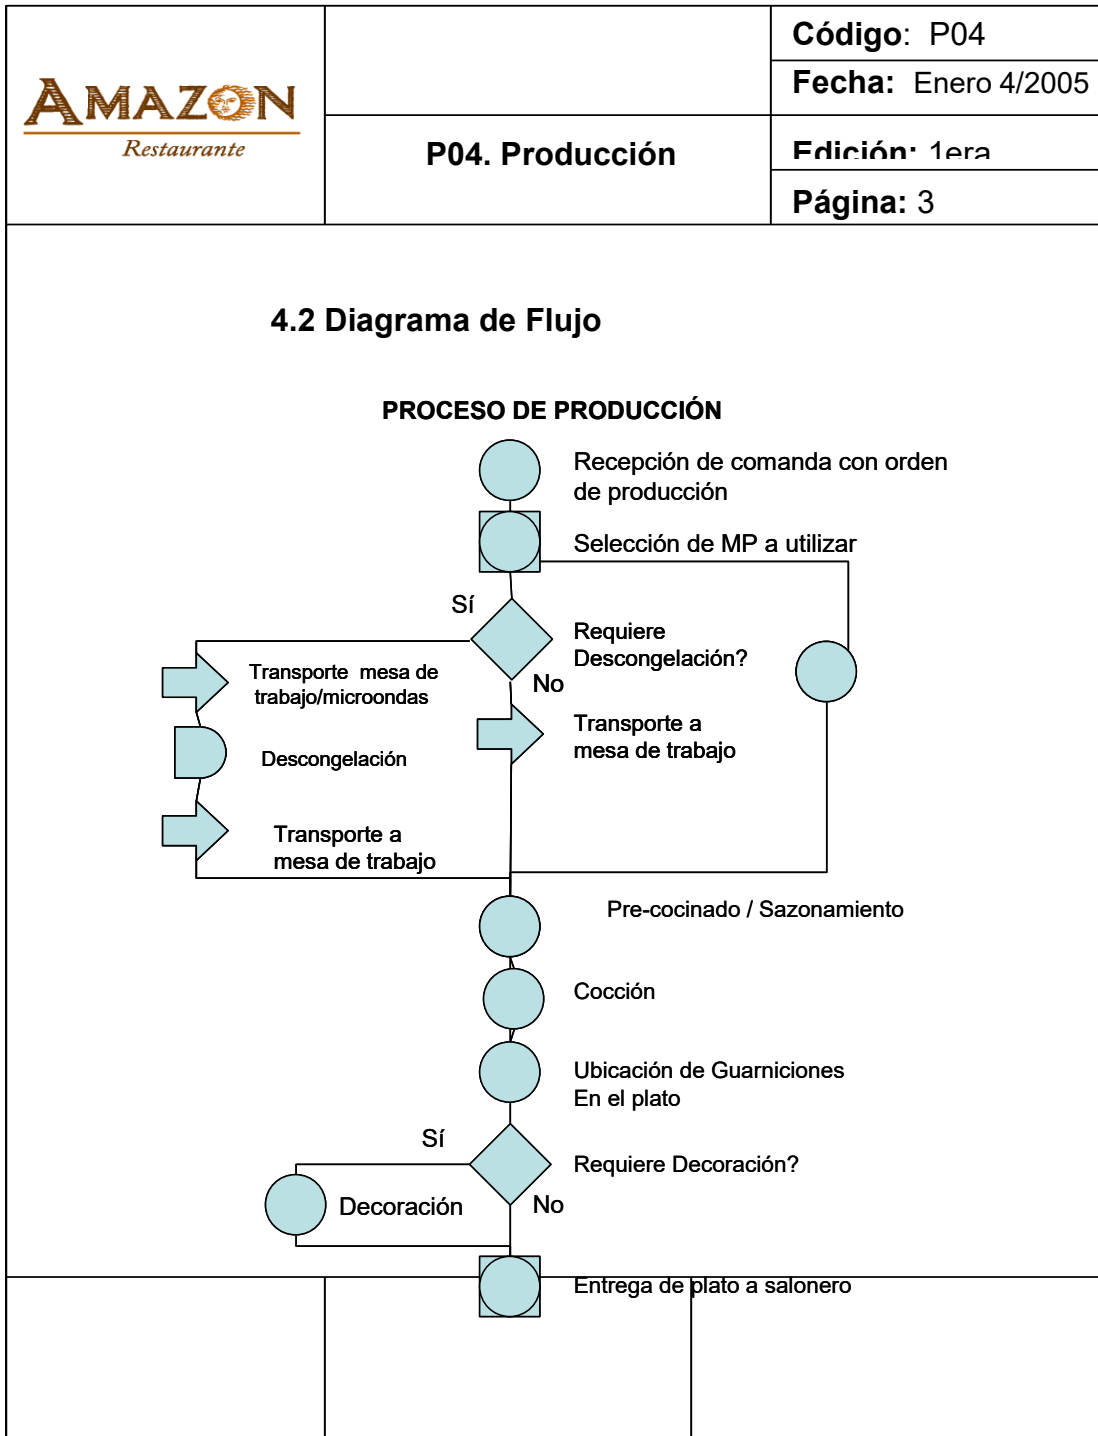 AMAZON
Restaurante
P04. Producción
Código: P04
Fecha: Enero 4/2005
Edición: 1era
Página: 3
4.2 Diagrama de Flujo
PROCESO DE PRODUCCIÓN
Recepción de comanda con orden
de producción
Selección de MP a utilizar
Sí
Requiere
Descongelación?
No
Transporte mesa de
trabajo/microondas
Transporte a
mesa de trabajo
Descongelación
Transporte a
mesa de trabajo
Pre-cocinado / Sazonamiento
Cocción
Ubicación de Guarniciones
En el plato
Sí
Requiere Decoración?
Decoración
No
Entrega de plato a salonero